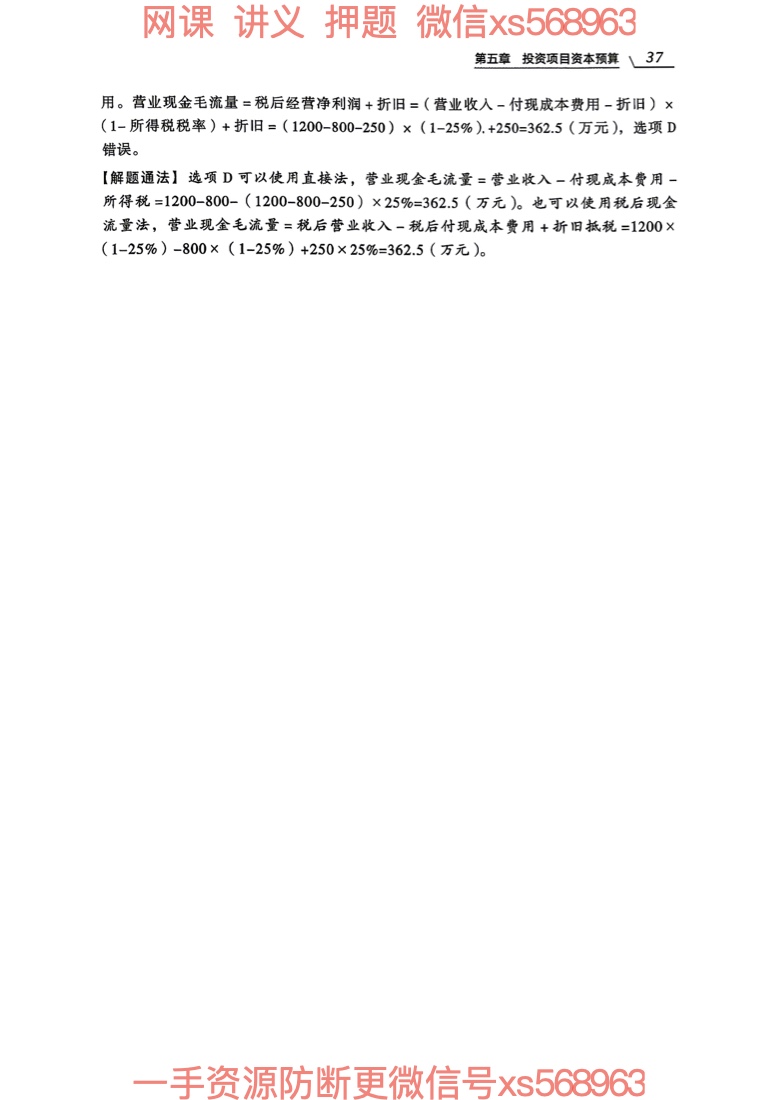 网课 讲义 押题 微信xs568963
第五章 投资项目资本预算 37
用。营业现金毛流量=税后经营净利润+折旧=(营业收入-付现成本费用-折旧)×
(1-所得税税率)+折旧=(1200-800-250)×(1-25%).+250=362.5(万元),选项D
错误。
【解题通法】选项D可以使用直接法,营业现金毛流量=营业收入-付现成本费用-
所得税=1200-800-(1200-800-250)×25%=362.5(万元)。也可以使用税后现金
流量法,营业现金毛流量=税后营业收入-税后付现成本费用+折旧抵税=1200×
(1-25%)-800×(1-25%)+250×25%=362.5(万元)。
一手资源防断更微信号xs568963